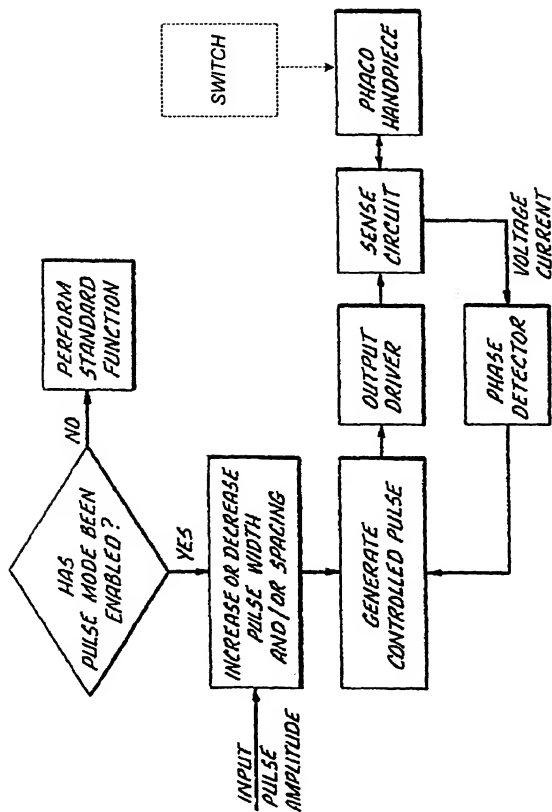 HAS
PULSE MODE BEEN
ENABLED?
NO
PERFORM
STANDARD
FUNCTION
YES
INPUT
PULSE
AMPLITUDE
INCREASE OR DECREASE
PULSE WIDTH
AND/OR SPACING
GENERATE
CONTROLLED PULSE
OUTPUT
DRIVER
SENSE
CIRCUIT
PHACO
HANDPIECE
SWITCH
VOLTAGE
CURRENT
PHASE
DETECTOR